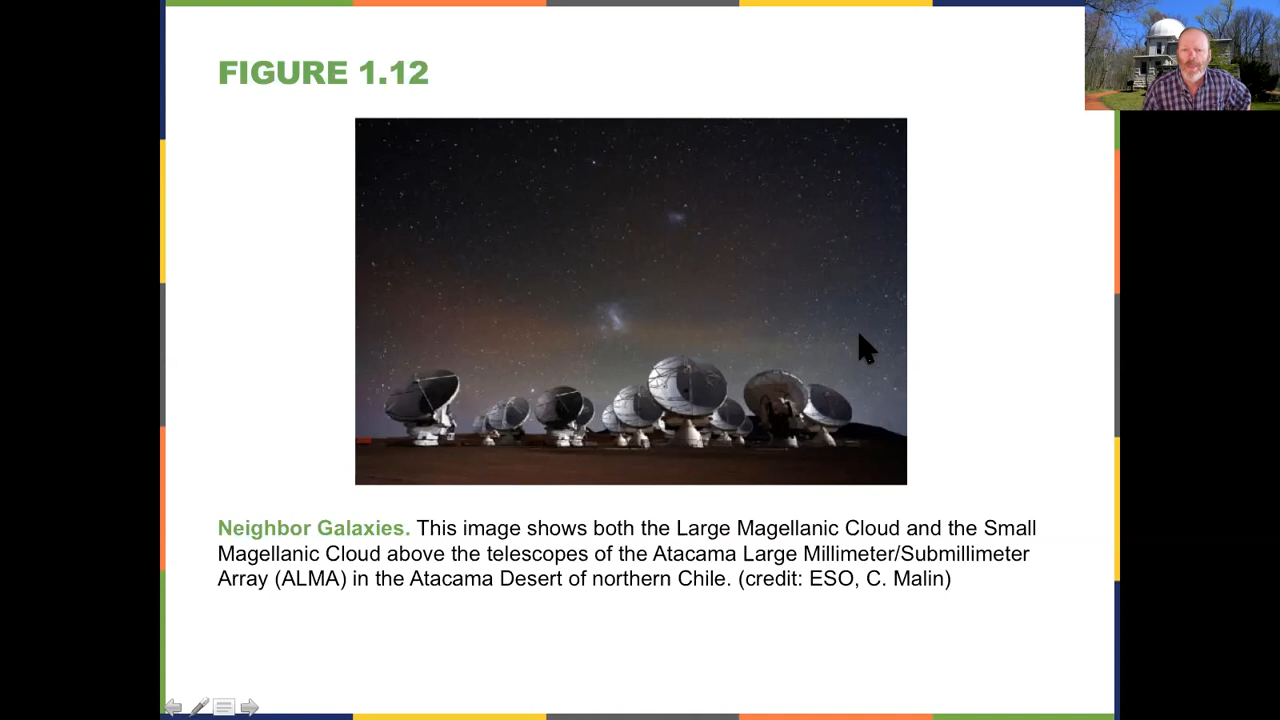 FIGURE 1.12
Neighbor Galaxies. This image shows both the Large Magellanic Cloud and the Small
Magellanic Cloud above the telescopes of the Atacama Large Millimeter/Submillimeter
Array (ALMA) in the Atacama Desert of northern Chile. (credit: ESO, C. Malin)